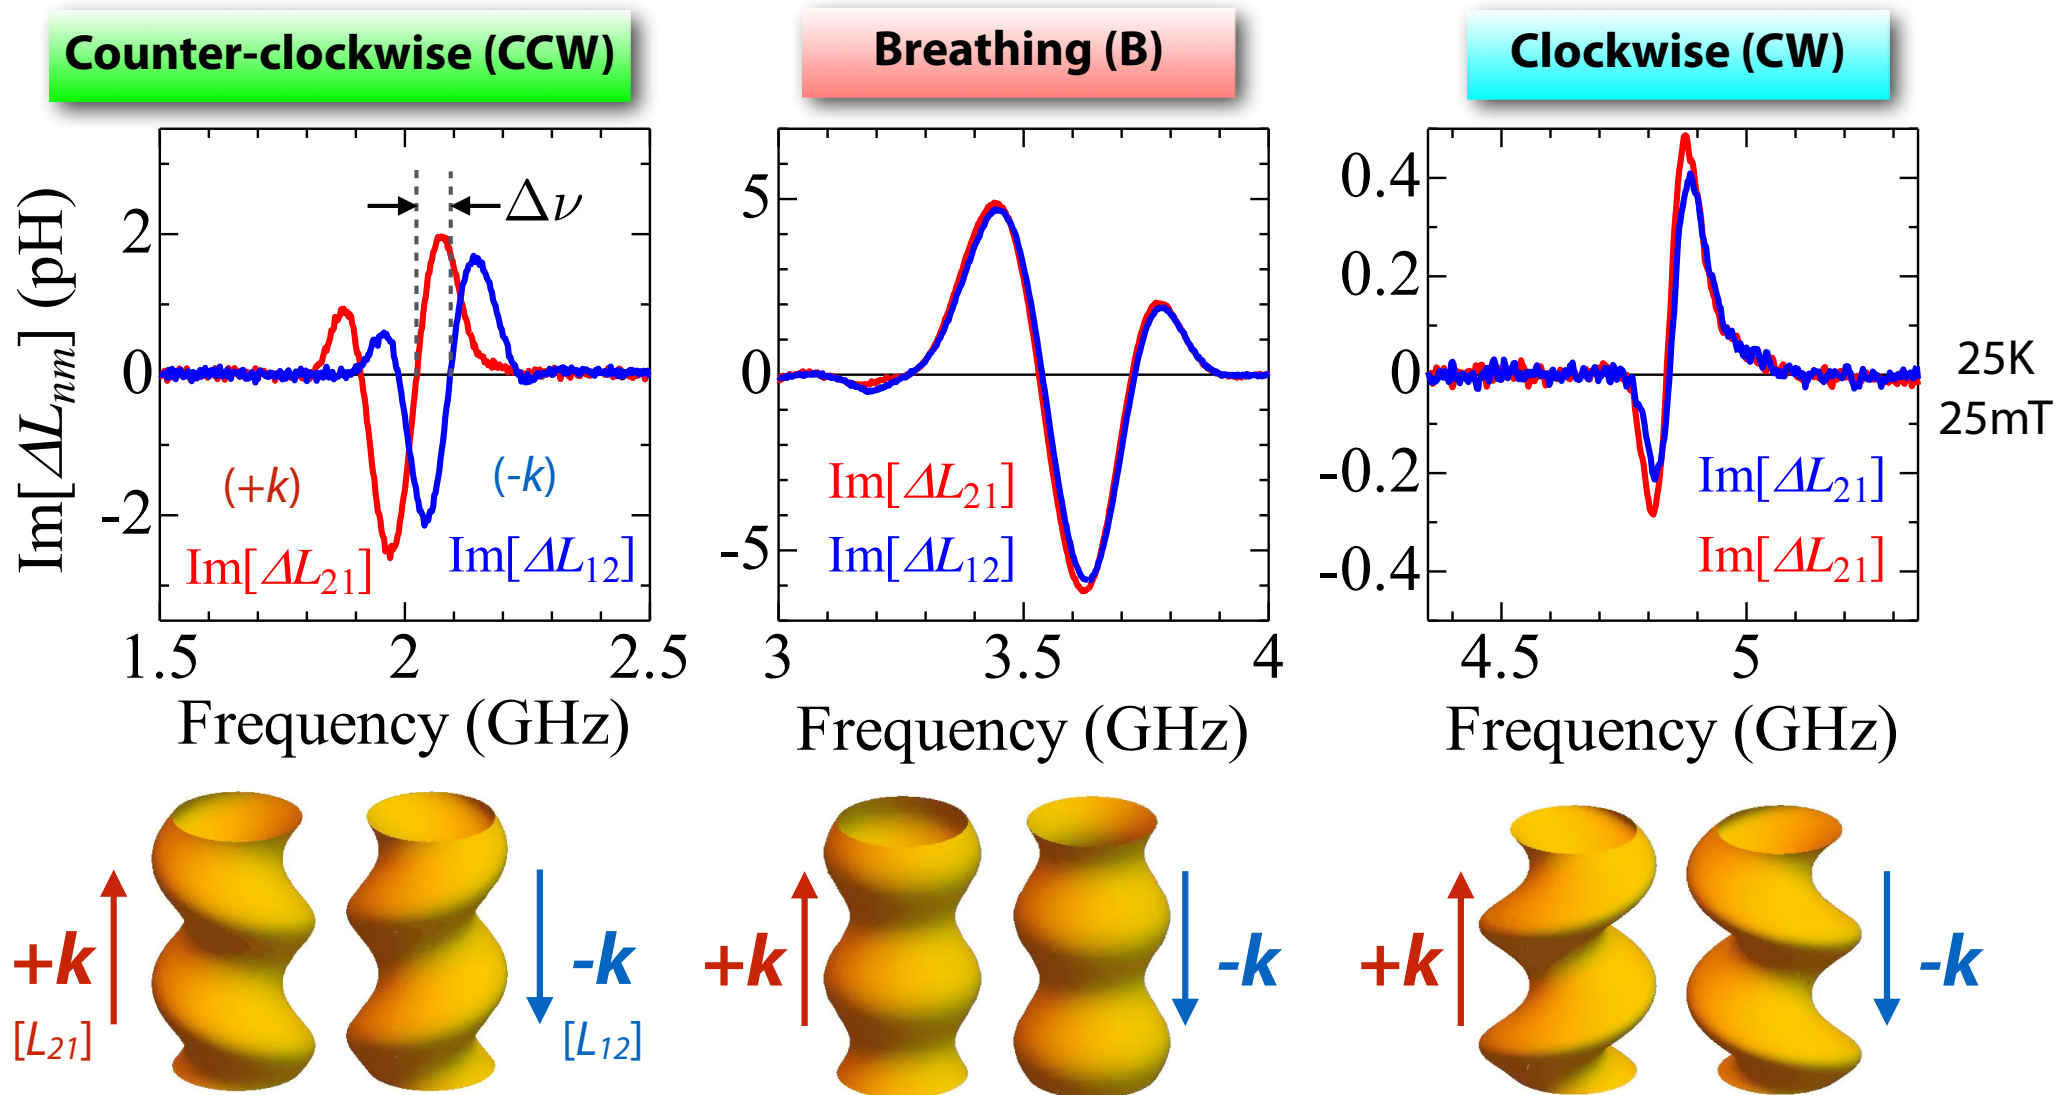 Counter-clockwise (CCW)
Breathing (B)
Clockwise (CW)
Im[ΔLnm] (pH)
2
0
-2
Δν
(+k)
(-k)
Im[ΔL21]
Im[ΔL12]
1.5
2
2.5
Frequency (GHz)
5
0
-5
Im[ΔL21]
Im[ΔL12]
3
3.5
4
Frequency (GHz)
0.4
0.2
0
-0.2
-0.4
Im[ΔL21]
Im[ΔL21]
4.5
5
Frequency (GHz)
25K
25mT
+k
[L21]
-k
[L12]
+k
-k
+k
-k